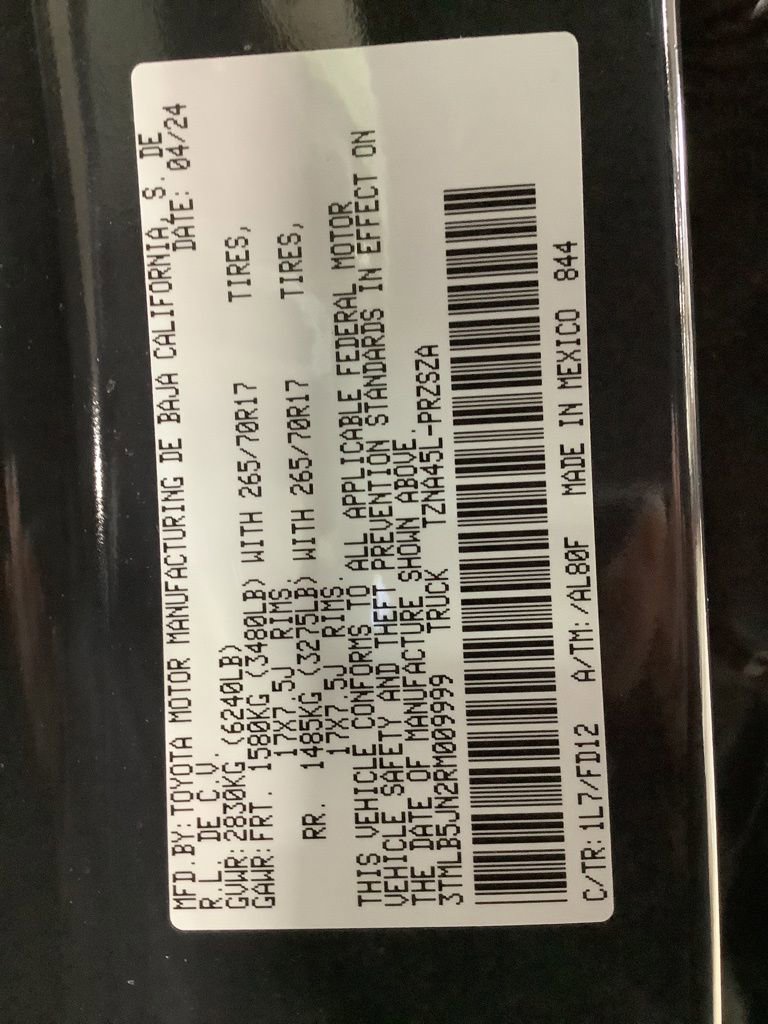 MFD.BY:TOYOTA MOTOR MANUFACTURING DE BAJA CALIFORNIA, S. DE
R.L. DE C.V. DATE: 04/24
GVWR:2830KG (6240LB)
GAWR:FRT. 1580KG (3480LB) WITH 265/70R17 TIRES,
17X7.5J RIMS.
RR. 1485KG (3275LB) WITH 265/70R17 TIRES,
17X7.5J RIMS.
THIS VEHICLE CONFORMS TO ALL APPLICABLE FEDERAL MOTOR
VEHICLE SAFETY AND THEFT PREVENTION STANDARDS IN EFFECT ON
THE DATE OF MANUFACTURE SHOWN ABOVE.
3TMLB5JN2RM009999 TRUCK TZNA45L-PRZSZA
C/TR:1L7/FD12 A/TM:/AL80F MADE IN MEXICO 844